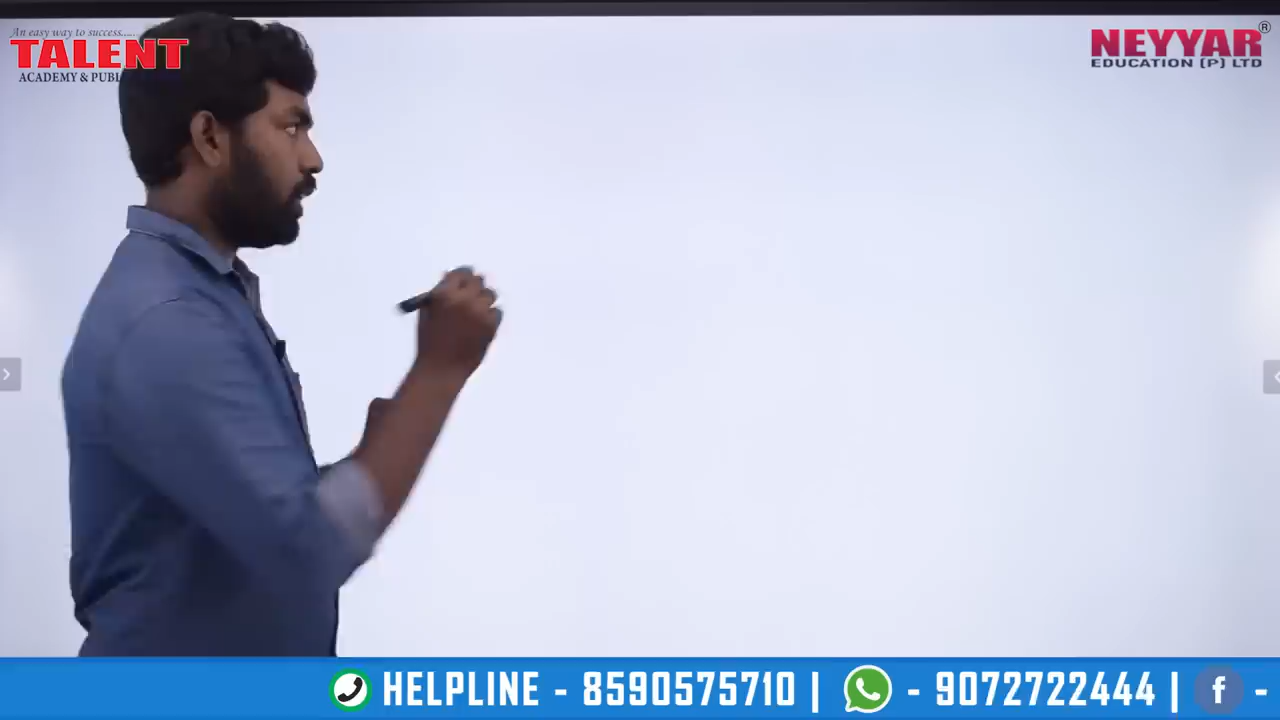 An easy way to success......
TALENT
ACADEMY & PUBL
NEYYAR®
EDUCATION (P) LTD
HELPLINE - 8590575710 | - 9072722444 | f -